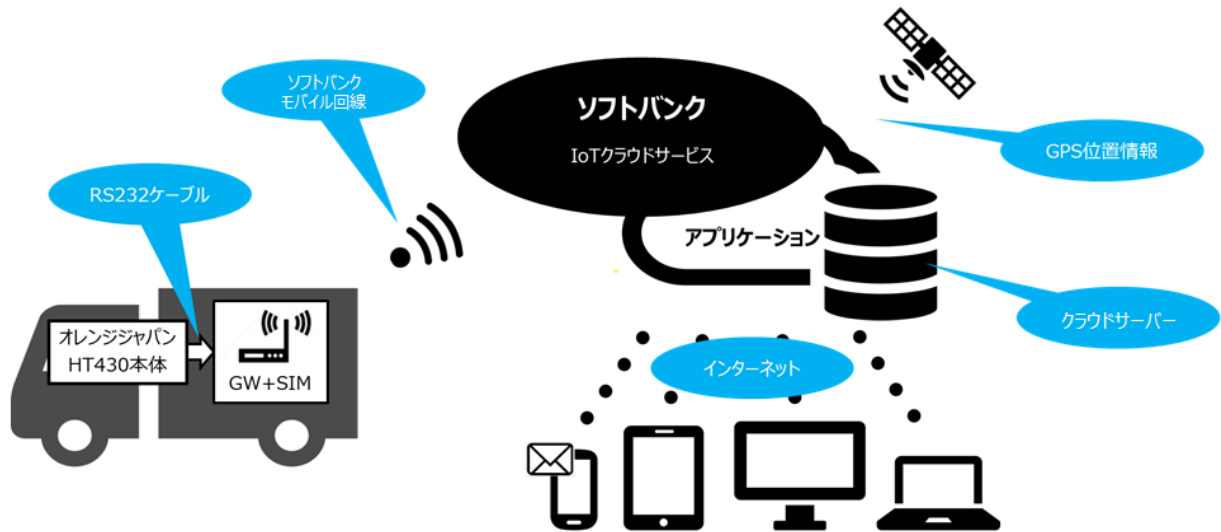 ソフトバンク
モバイル回線
ソフトバンク
IoTクラウドサービス
GPS位置情報
RS232ケーブル
アプリケーション
クラウドサーバー
オレンジジャパン
HT430本体
GW+SIM
インターネット